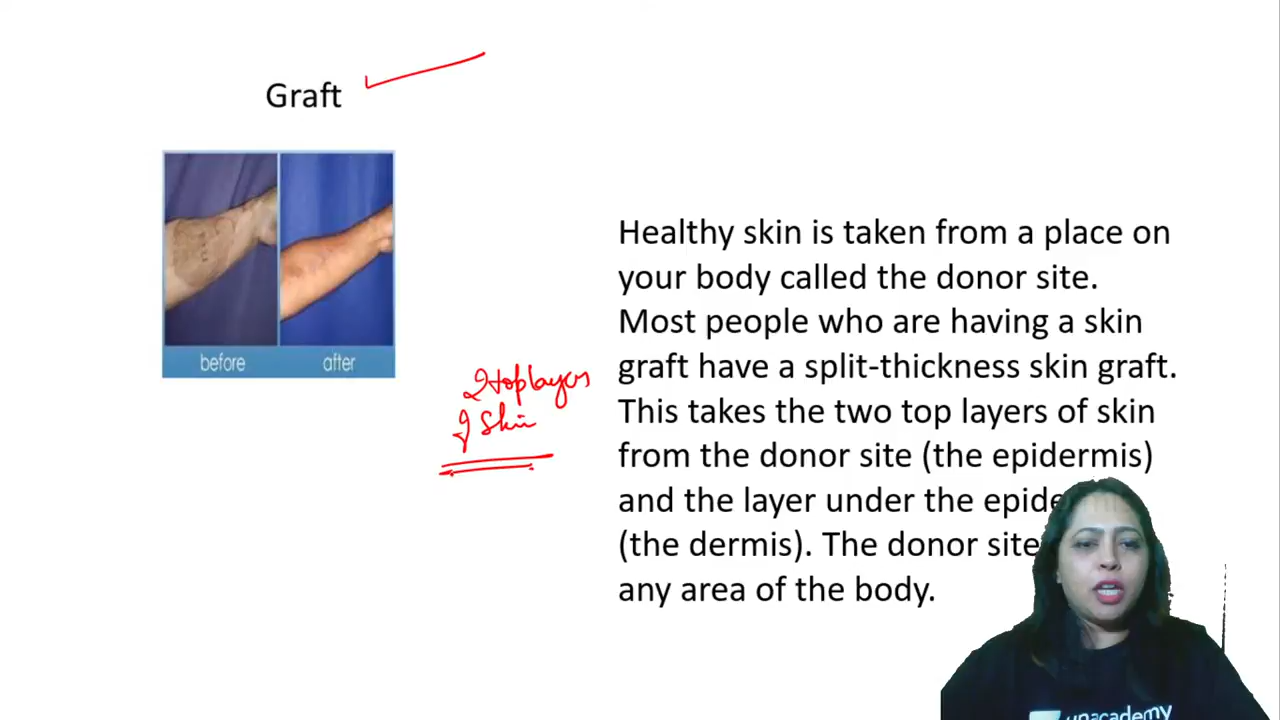 Graft
before after
2 top layers
of Skin
Healthy skin is taken from a place on
your body called the donor site.
Most people who are having a skin
graft have a split-thickness skin graft.
This takes the two top layers of skin
from the donor site (the epidermis)
and the layer under the epide
(the dermis). The donor site
any area of the body.
unacademy